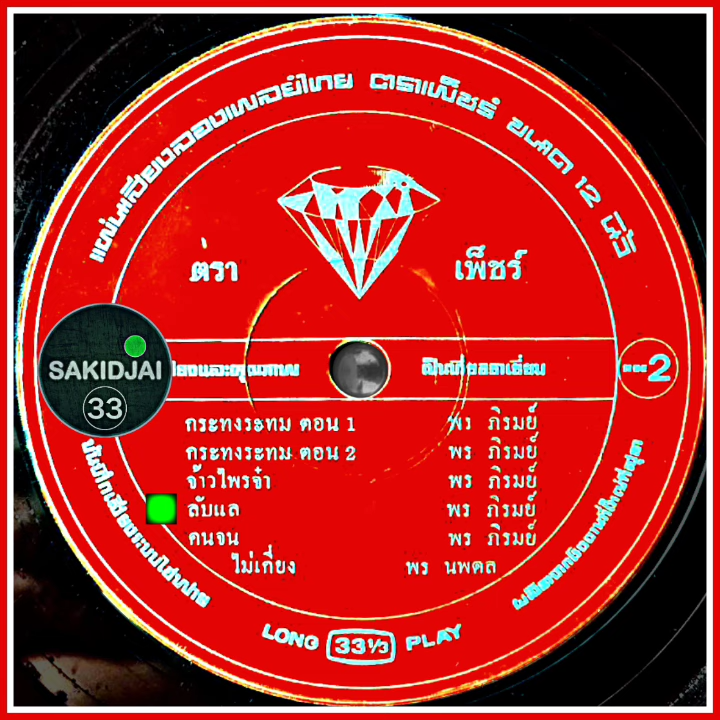 แผ่นเสียงลองเพลย์ไทย ตราเพ็ชร์ ขนาด 12 นิ้ว
ตรา เพ็ชร์
SAKIDJAI
33
2
กระทงระทม ตอน 1 พร ภิรมย์
กระทงระทม ตอน 2 พร ภิรมย์
จ้าวไพรจ๋า พร ภิรมย์
ลับแล พร ภิรมย์
คนจน พร ภิรมย์
ไม่เกี่ยง พร นพดล
LONG 33⅓ PLAY